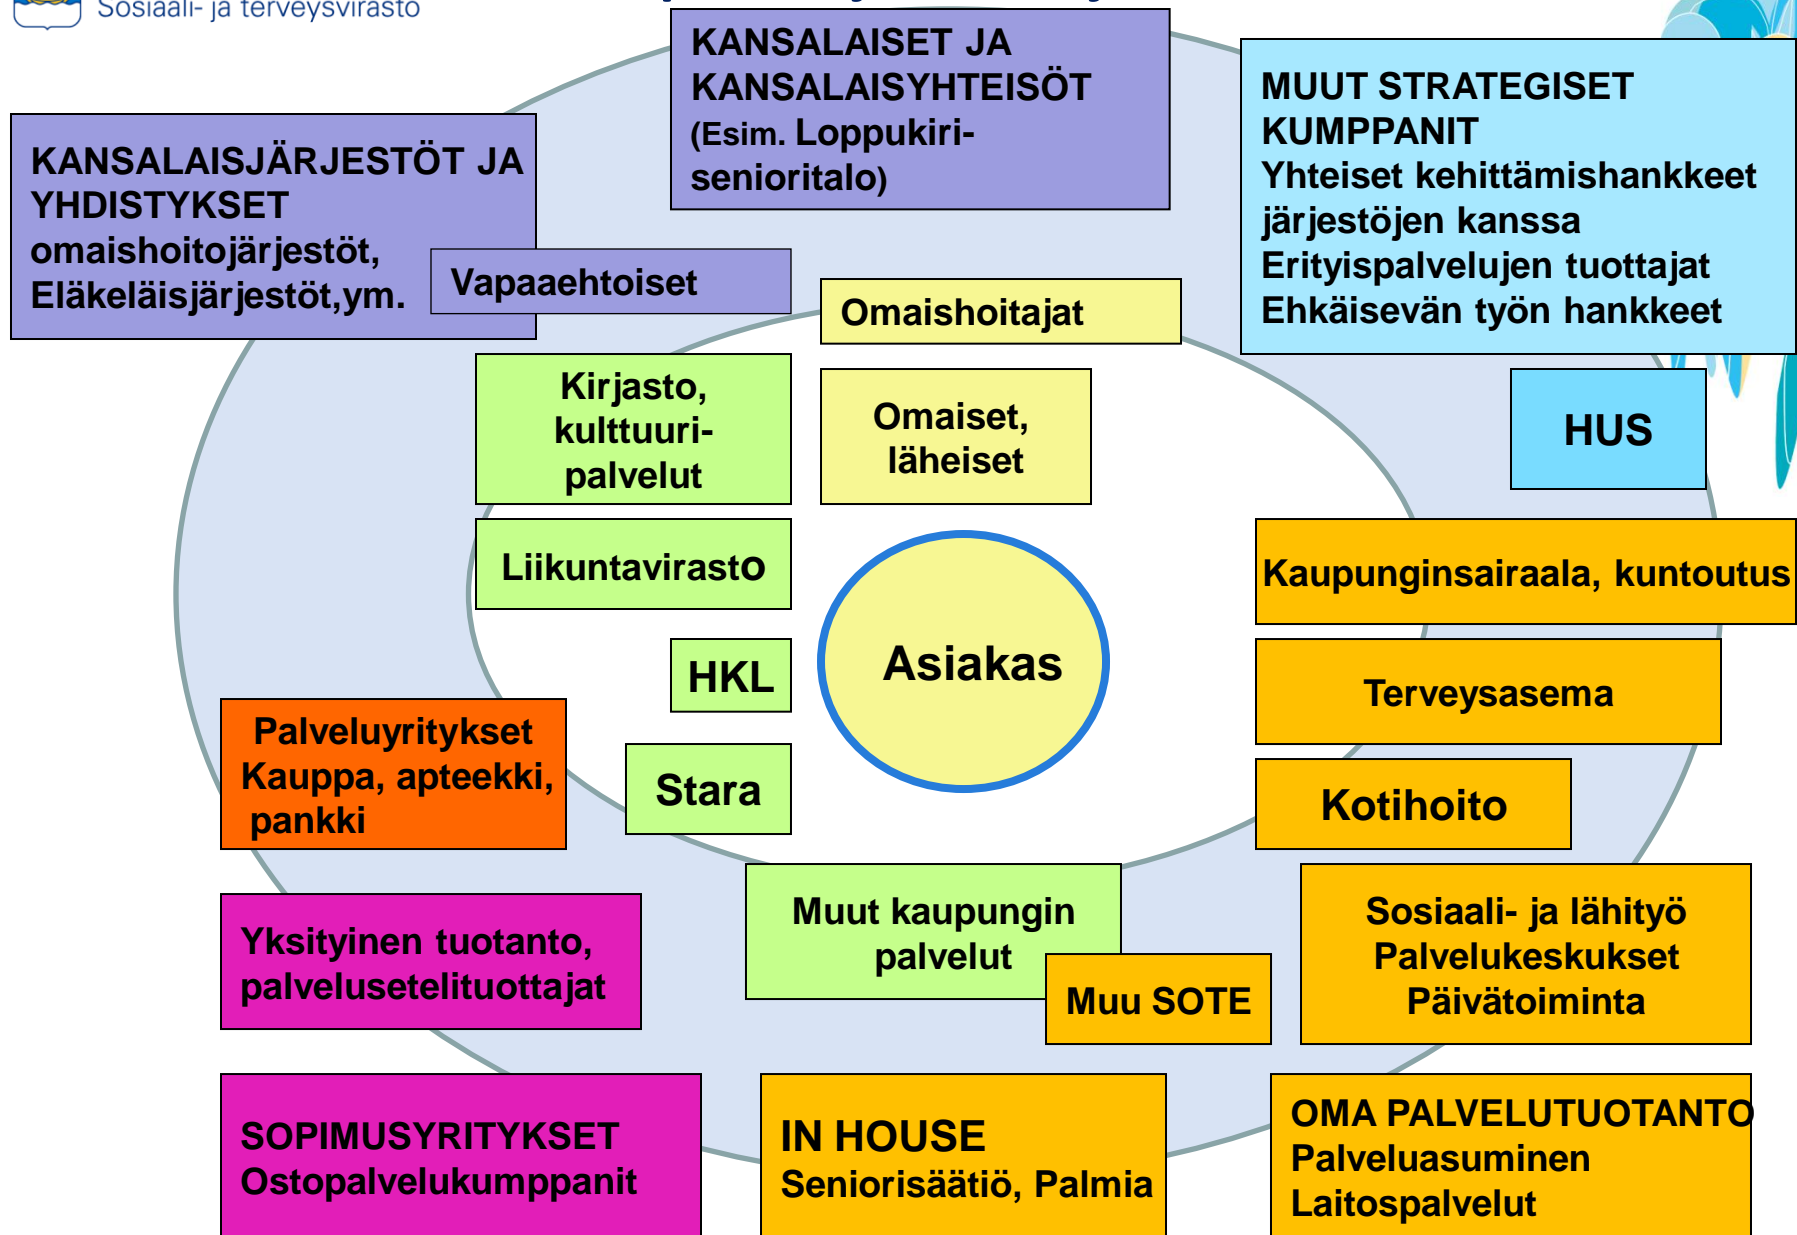 Sosiaali- ja terveysvirasto
KANSALAISET JA
KANSALAISYHTEISÖT
(Esim. Loppukiri-
senioritalo)
MUUT STRATEGISET
KUMPPANIT
Yhteiset kehittämishankkeet
järjestöjen kanssa
Erityispalvelujen tuottajat
Ehkäisevän työn hankkeet
KANSALAISJÄRJESTÖT JA
YHDISTYKSET
omaishoitojärjestöt,
Eläkeläisjärjestöt,ym.
Vapaaehtoiset
Omaishoitajat
Kirjasto,
kulttuuri-
palvelut
Omaiset,
läheiset
HUS
Liikuntavirasto
Kaupunginsairaala, kuntoutus
HKL
Asiakas
Terveysasema
Palveluyritykset
Kauppa, apteekki,
pankki
Stara
Kotihoito
Yksityinen tuotanto,
palvelusetelituottajat
Muut kaupungin
palvelut
Muu SOTE
Sosiaali- ja lähityö
Palvelukeskukset
Päivätoiminta
SOPIMUSYRITYKSET
Ostopalvelukumppanit
IN HOUSE
Seniorisäätiö, Palmia
OMA PALVELUTUOTANTO
Palveluasuminen
Laitospalvelut